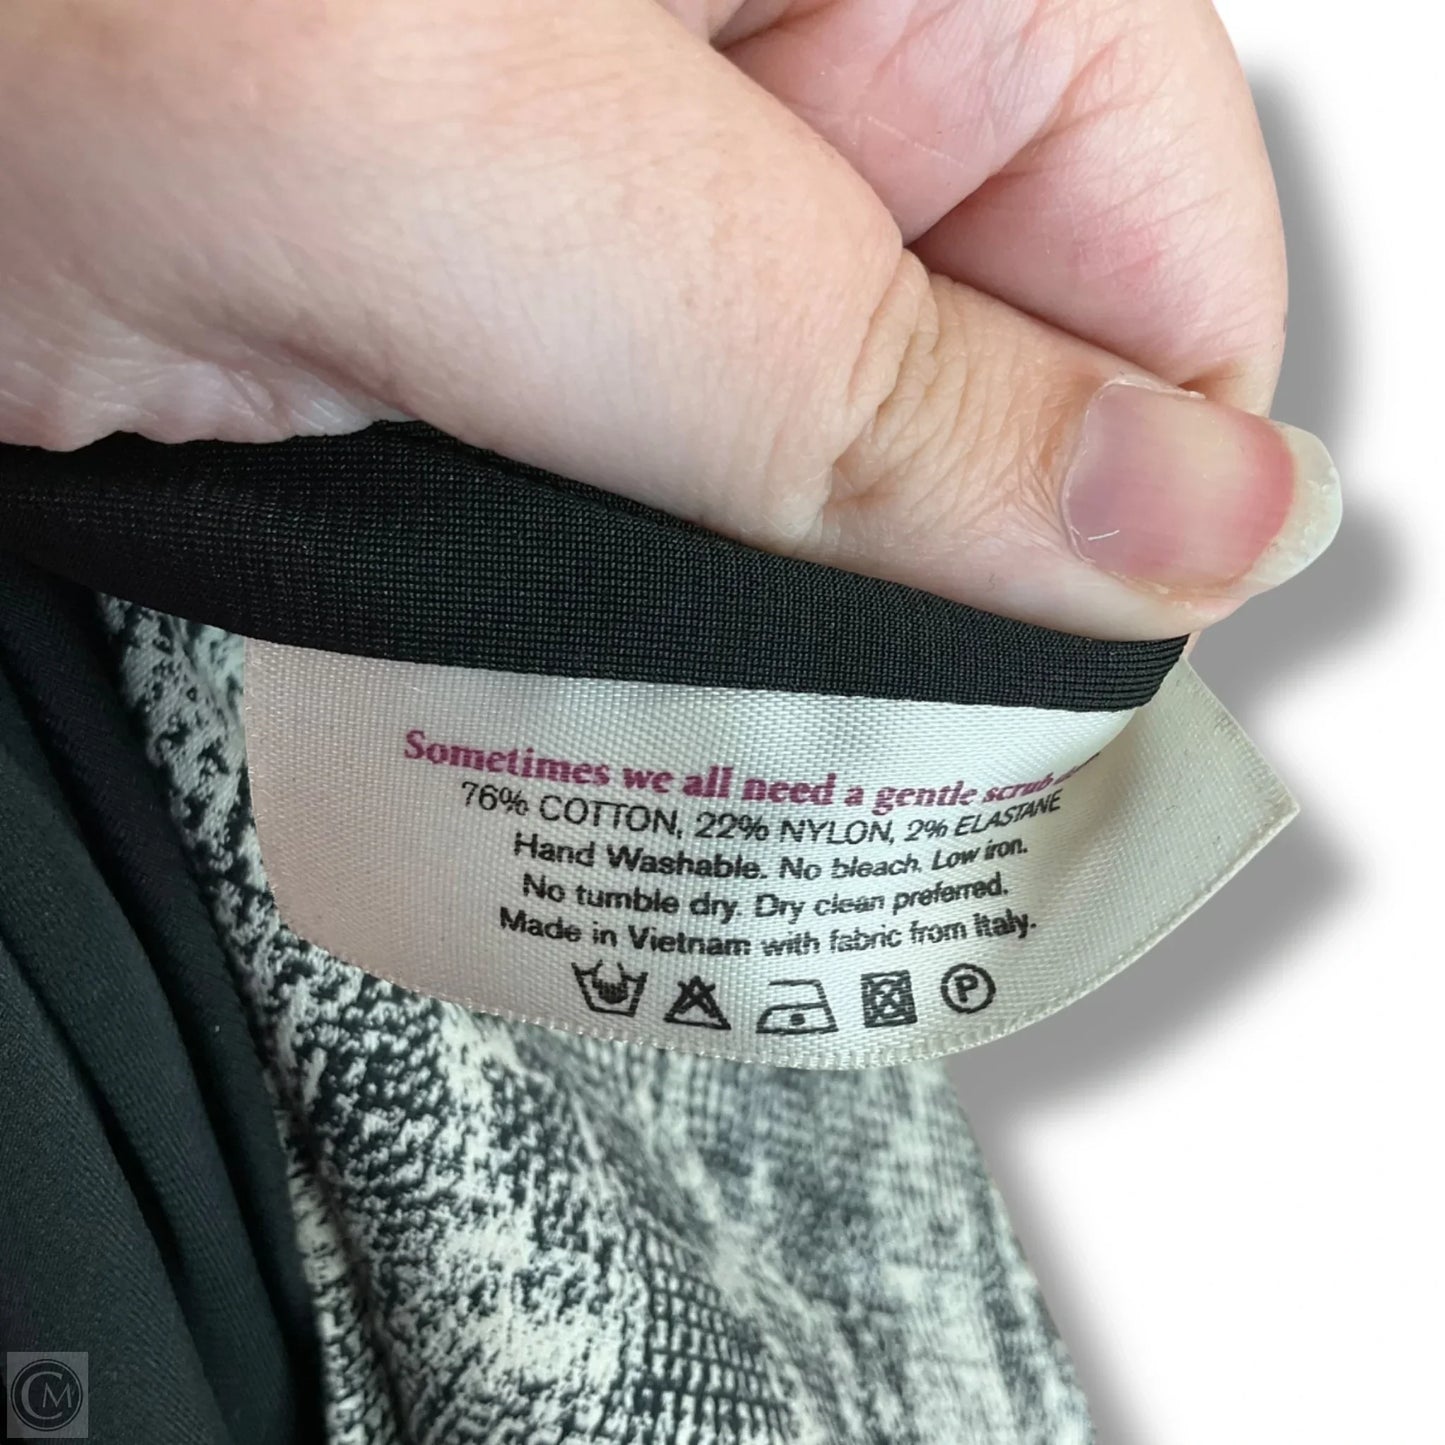 Sometimes we all need a gentle scrub
76% COTTON, 22% NYLON, 2% ELASTANE
Hand Washable. No bleach. Low iron.
No tumble dry. Dry clean preferred.
Made in Vietnam with fabric from Italy.
P
CM